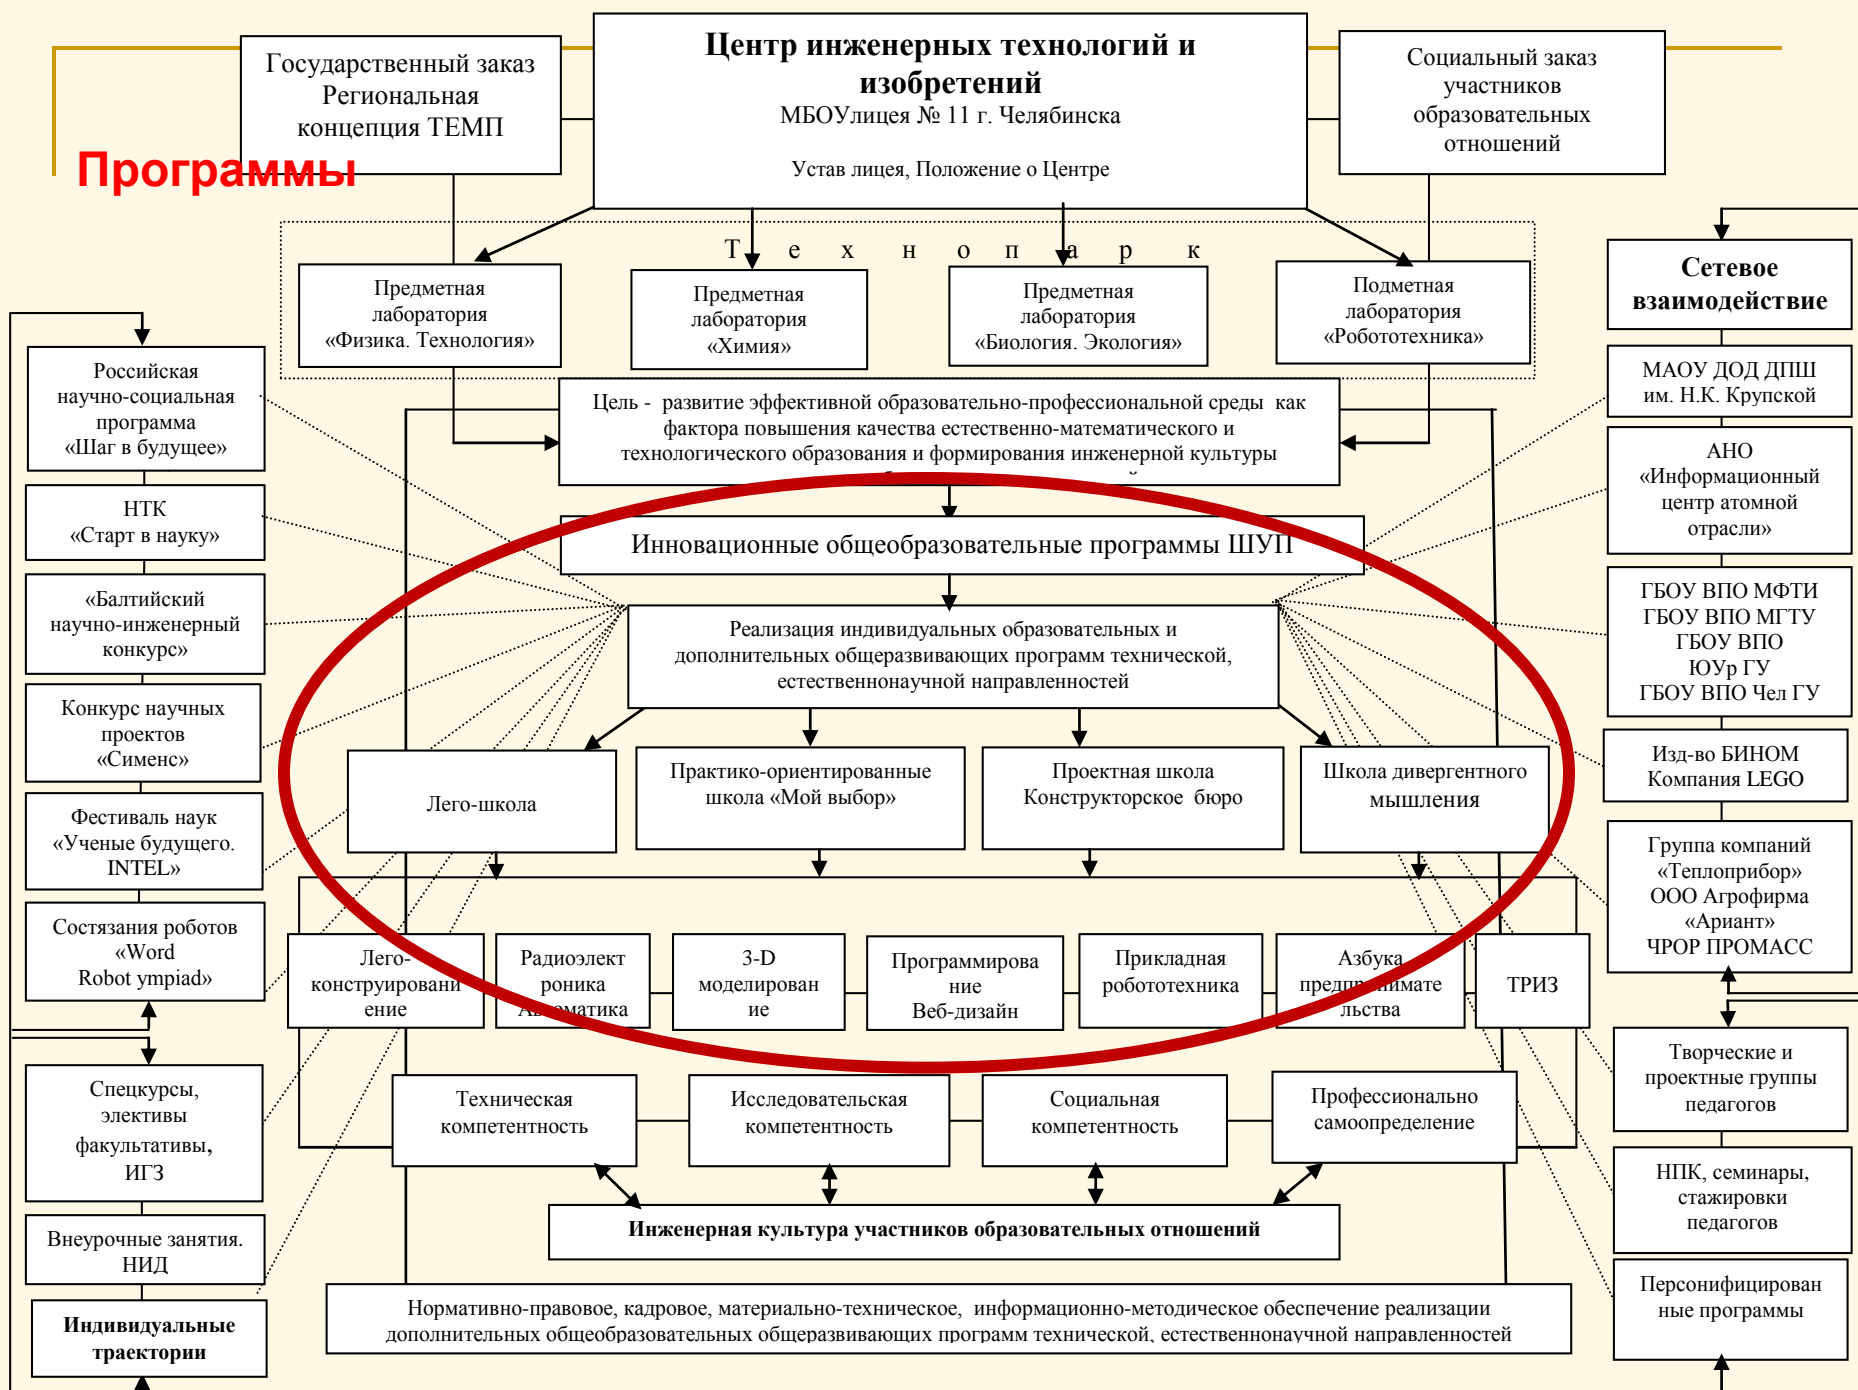 Центр инженерных технологий и
изобретений
МБОУлицея № 11 г. Челябинска
Устав лицея, Положение о Центре
Государственный заказ
Региональная
концепция ТЕМП
Социальный заказ
участников
образовательных
отношений
Программы
Технопарк
Предметная
лаборатория
«Физика. Технология»
Предметная
лаборатория
«Химия»
Предметная
лаборатория
«Биология. Экология»
Подметная
лаборатория
«Робототехника»
Цель - развитие эффективной образовательно-профессиональной среды как
фактора повышения качества естественно-математического и
технологического образования и формирования инженерной культуры
Инновационные общеобразовательные программы ШУП
Реализация индивидуальных образовательных и
дополнительных общеразвивающих программ технической,
естественнонаучной направленностей
Лего-школа
Практико-ориентированные
школа «Мой выбор»
Проектная школа
Конструкторское бюро
Школа дивергентного
мышления
Лего-
конструировани
ение
Радиоэлект
роника
Автоматика
3-D
моделирован
ие
Программирова
ние
Веб-дизайн
Прикладная
робототехника
Азбука
предпринимате
льства
ТРИЗ
Техническая
компетентность
Исследовательская
компетентность
Социальная
компетентность
Профессионально
самоопределение
Инженерная культура участников образовательных отношений
Нормативно-правовое, кадровое, материально-техническое, информационно-методическое обеспечение реализации
дополнительных общеобразовательных общеразвивающих программ технической, естественнонаучной направленностей
Российская
научно-социальная
программа
«Шаг в будущее»
НТК
«Старт в науку»
«Балтийский
научно-инженерный
конкурс»
Конкурс научных
проектов
«Сименс»
Фестиваль наук
«Ученые будущего.
INTEL»
Состязания роботов
«Word
Robot ympiad»
Спецкурсы,
элективы
факультативы,
ИГЗ
Внеурочные занятия.
НИД
Индивидуальные
траектории
Сетевое
взаимодействие
МАОУ ДОД ДПШ
им. Н.К. Крупской
АНО
«Информационный
центр атомной
отрасли»
ГБОУ ВПО МФТИ
ГБОУ ВПО МГТУ
ГБОУ ВПО
ЮУр ГУ
ГБОУ ВПО Чел ГУ
Изд-во БИНОМ
Компания LEGO
Группа компаний
«Теплоприбор»
ООО Агрофирма
«Ариант»
ЧРОР ПРОМАСС
Творческие и
проектные группы
педагогов
НПК, семинары,
стажировки
педагогов
Персонифицирован
ные программы